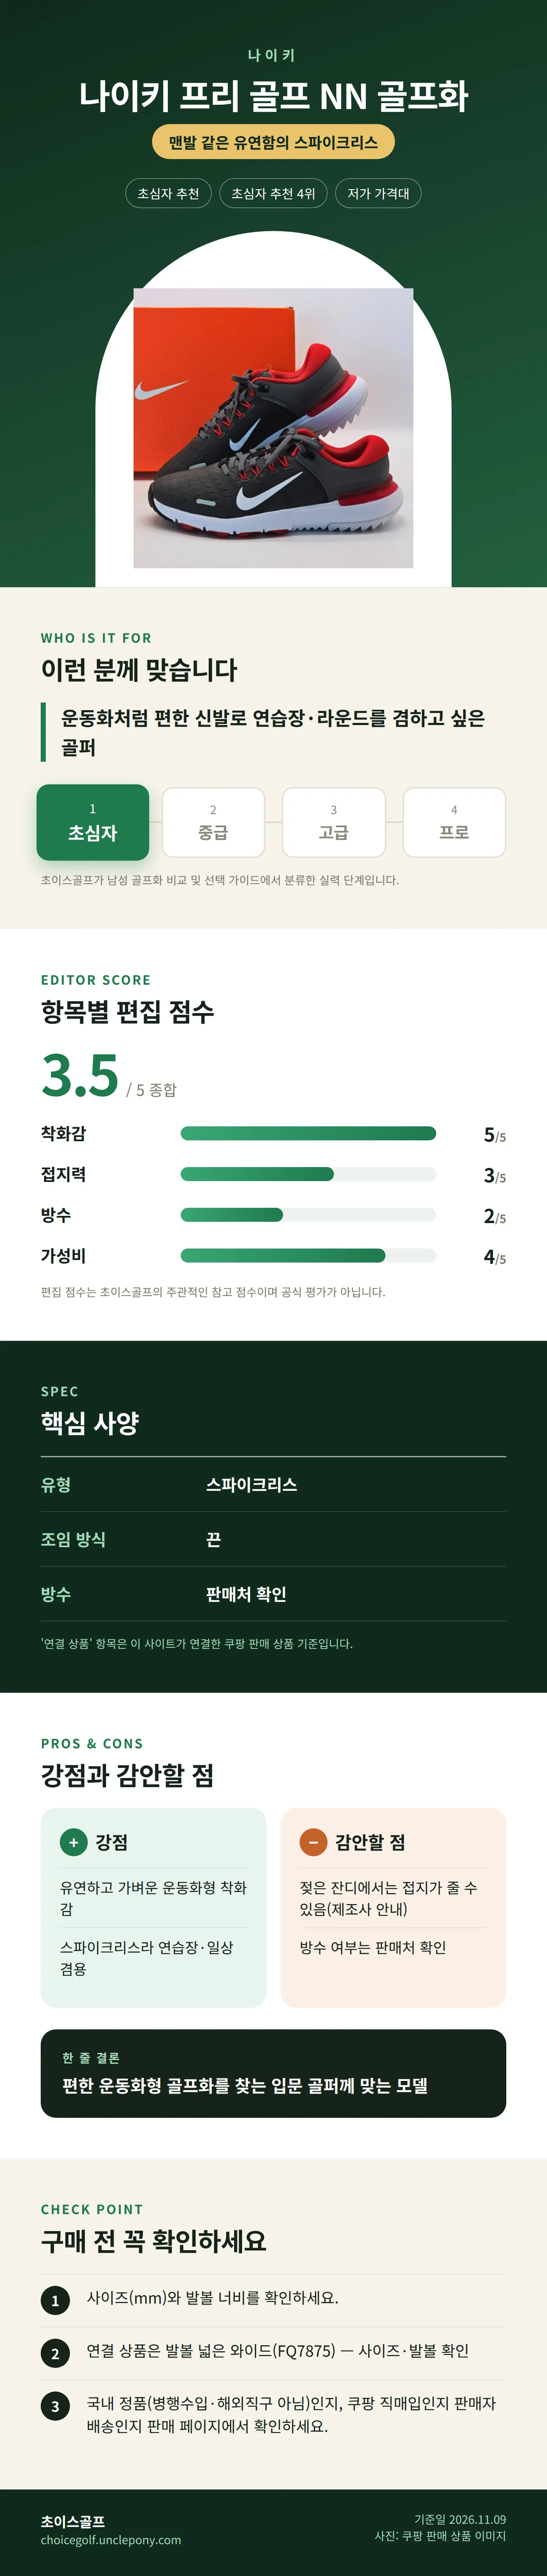 나이키
나이키 프리 골프 NN 골프화
맨발 같은 유연함의 스파이크리스
초심자 추천
초심자 추천 4위
저가 가격대
WHO IS IT FOR
이런 분께 맞습니다
운동화처럼 편한 신발로 연습장·라운드를 겸하고 싶은
골퍼
1
초심자
2
중급
3
고급
4
프로
초이스골프가 남성 골프화 비교 및 선택 가이드에서 분류한 실력 단계입니다.
EDITOR SCORE
항목별 편집 점수
3.5 / 5 종합
착화감 5/5
접지력 3/5
방수 2/5
가성비 4/5
편집 점수는 초이스골프의 주관적인 참고 점수이며 공식 평가가 아닙니다.
SPEC
핵심 사양
유형 스파이크리스
조임 방식 끈
방수 판매처 확인
'연결 상품' 항목은 이 사이트가 연결한 쿠팡 판매 상품 기준입니다.
PROS & CONS
강점과 감안할 점
+ 강점
유연하고 가벼운 운동화형 착화
감
스파이크리스라 연습장·일상
겸용
− 감안할 점
젖은 잔디에서는 접지가 줄 수
있음(제조사 안내)
방수 여부는 판매처 확인
한 줄 결론
편한 운동화형 골프화를 찾는 입문 골퍼께 맞는 모델
CHECK POINT
구매 전 꼭 확인하세요
1 사이즈(mm)와 발볼 너비를 확인하세요.
2 연결 상품은 발볼 넓은 와이드(FQ7875) — 사이즈·발볼 확인
3 국내 정품(병행수입·해외직구 아님)인지, 쿠팡 직매입인지 판매자
배송인지 판매 페이지에서 확인하세요.
초이스골프
choicegolf.unclepony.com
기준일 2026.11.09
사진: 쿠팡 판매 상품 이미지